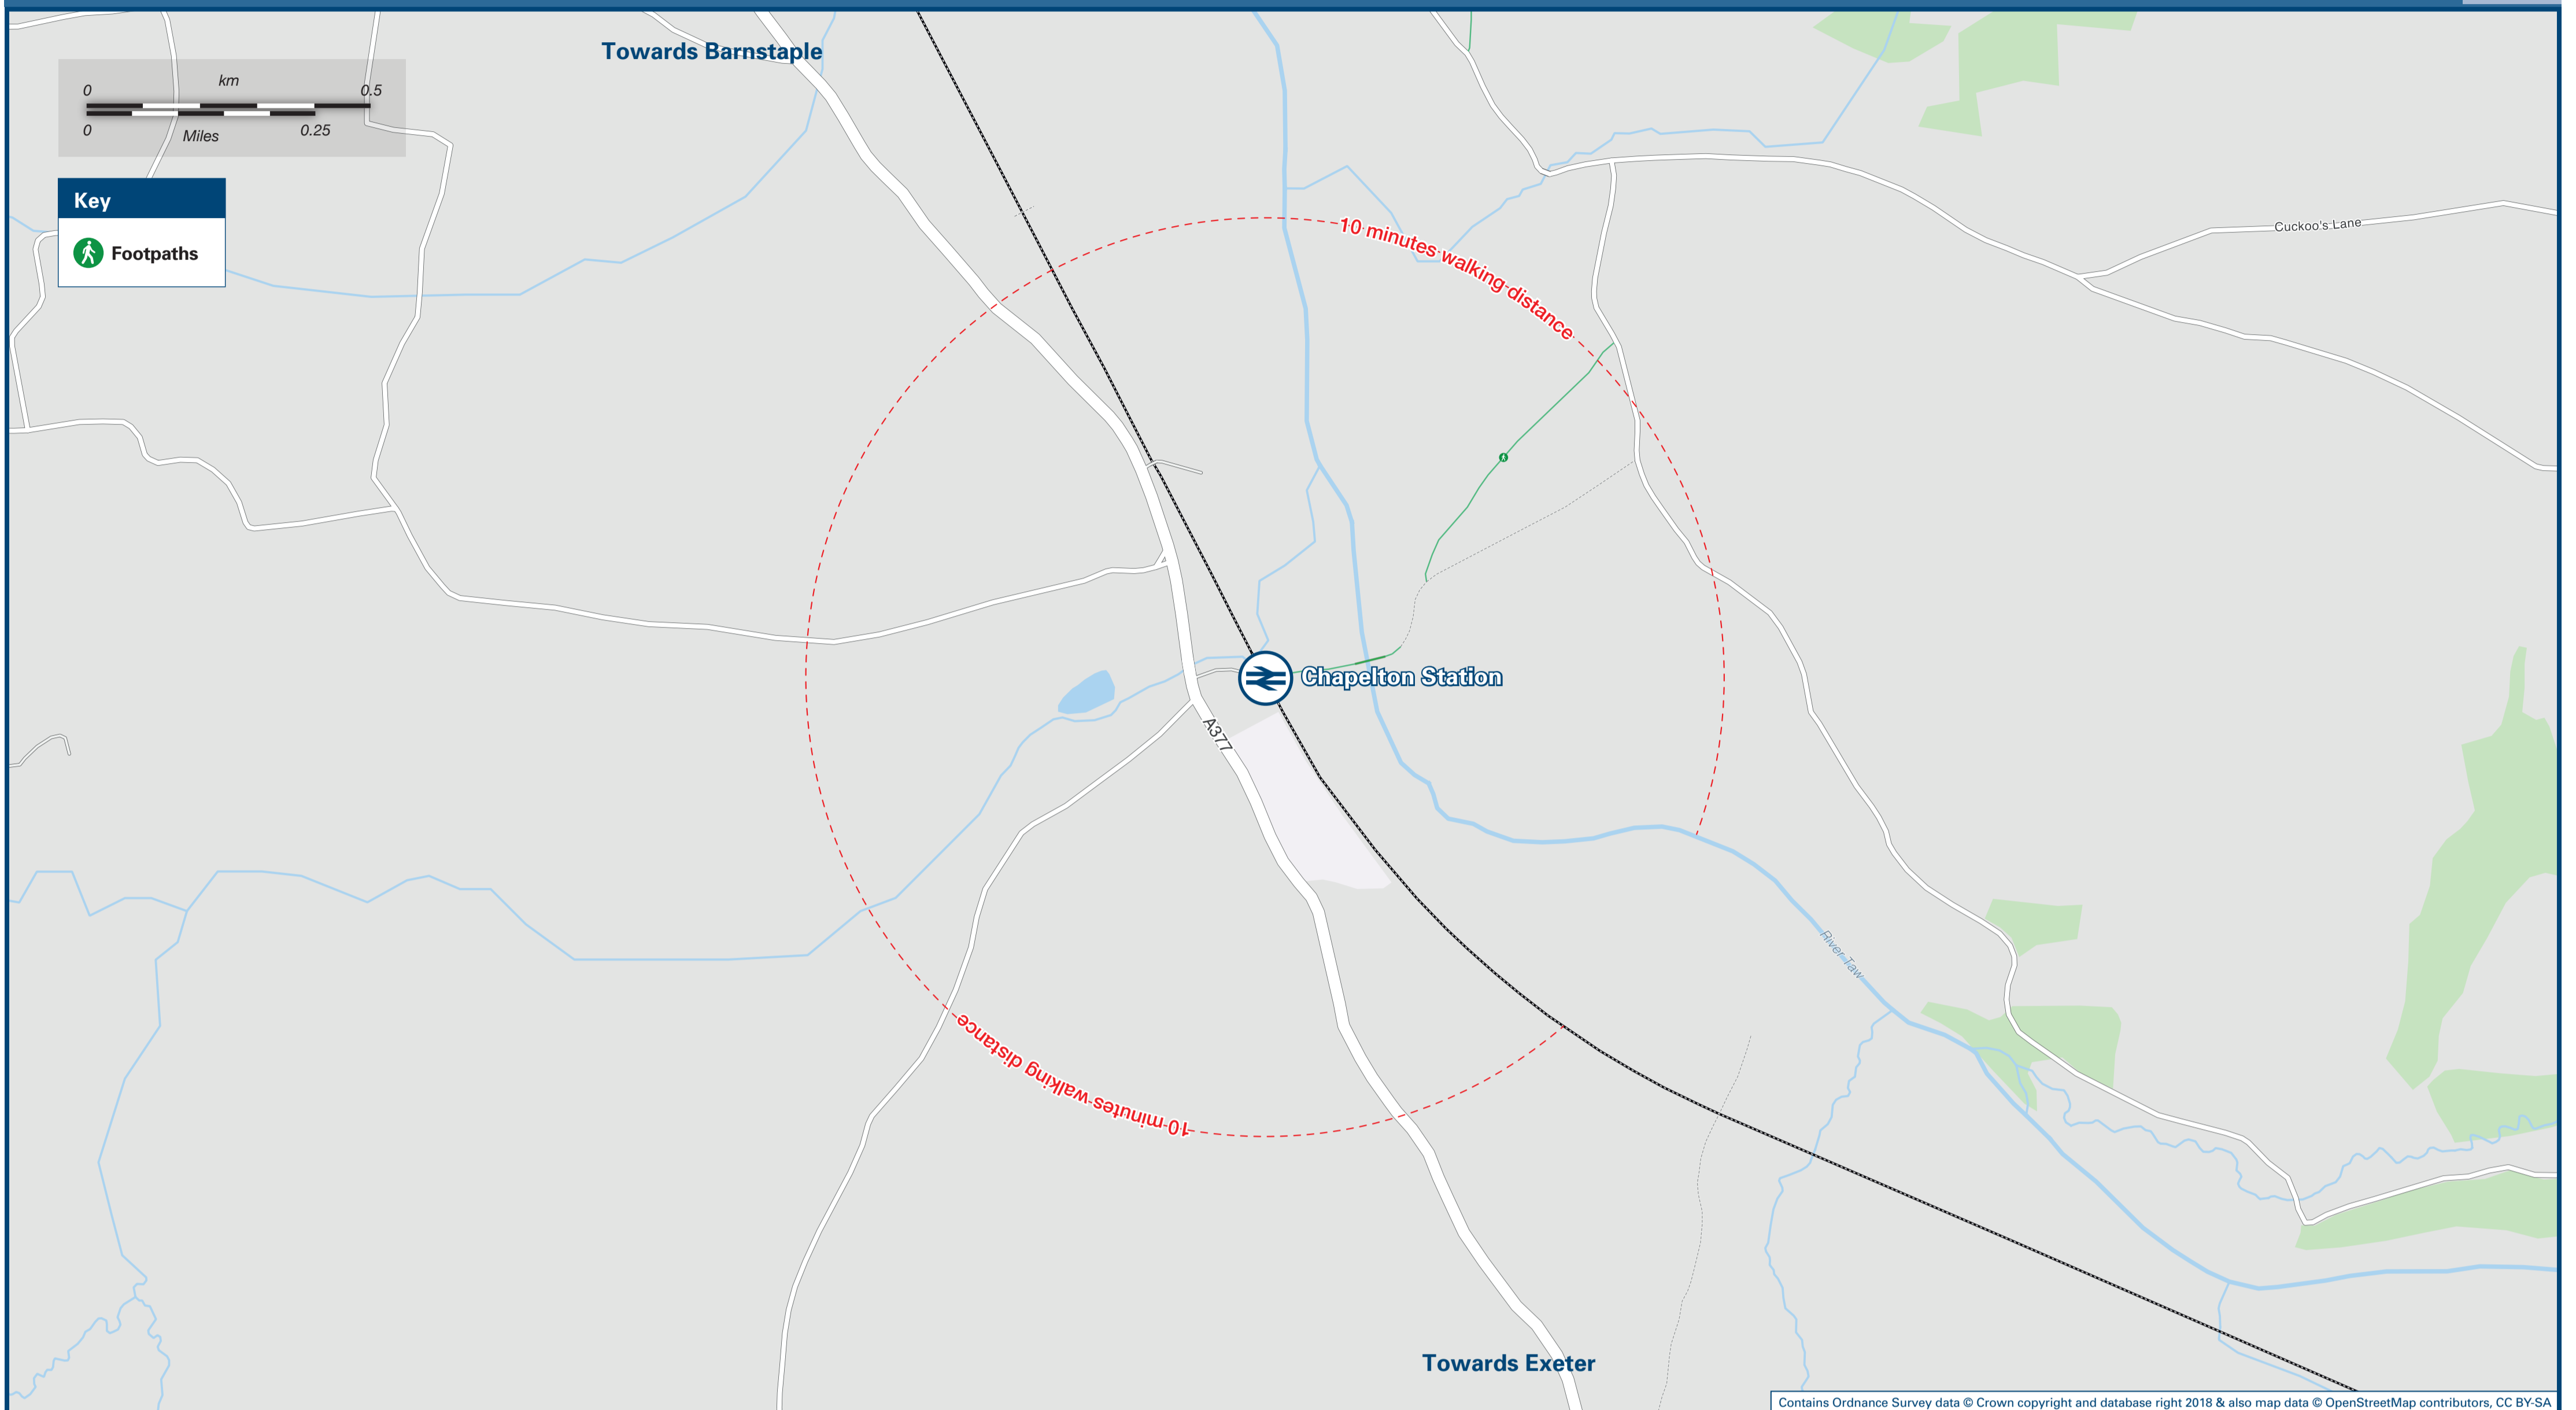 Towards Barnstaple
km
0 0.5
0 0.25
Miles
Key
Footpaths
10 minutes walking distance
Cuckoo's Lane
Chapelton Station
A377
River Taw
10 minutes walking distance
Towards Exeter
Contains Ordnance Survey data © Crown copyright and database right 2018 & also map data © OpenStreetMap contributors, CC BY-SA